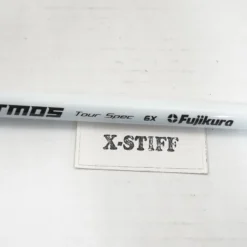 TMOS Tour Spec 6X Fujikura
X-STIFF